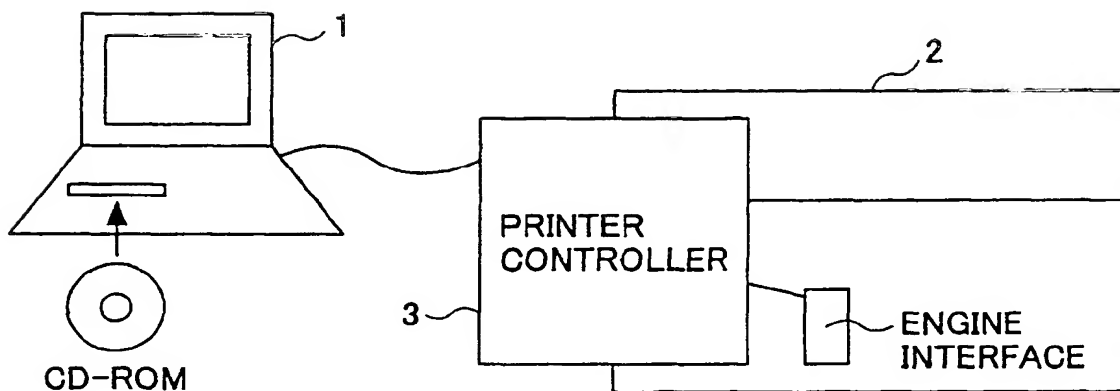 1
2
PRINTER
CONTROLLER
3
ENGINE
INTERFACE
CD-ROM